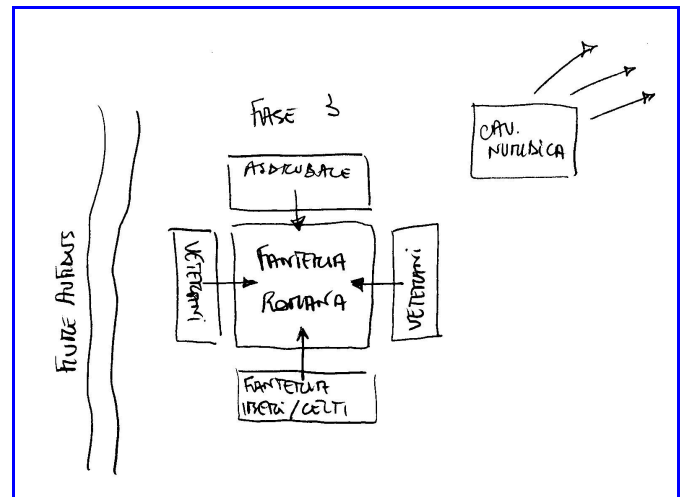 FASE 3
CAV.
NUMIDICA
ASDRUBALE
FIUME AUFIDUS
VETERANI
FANTERIA
ROMANA
VETERANI
FANTERIA
IBERI/CELTI